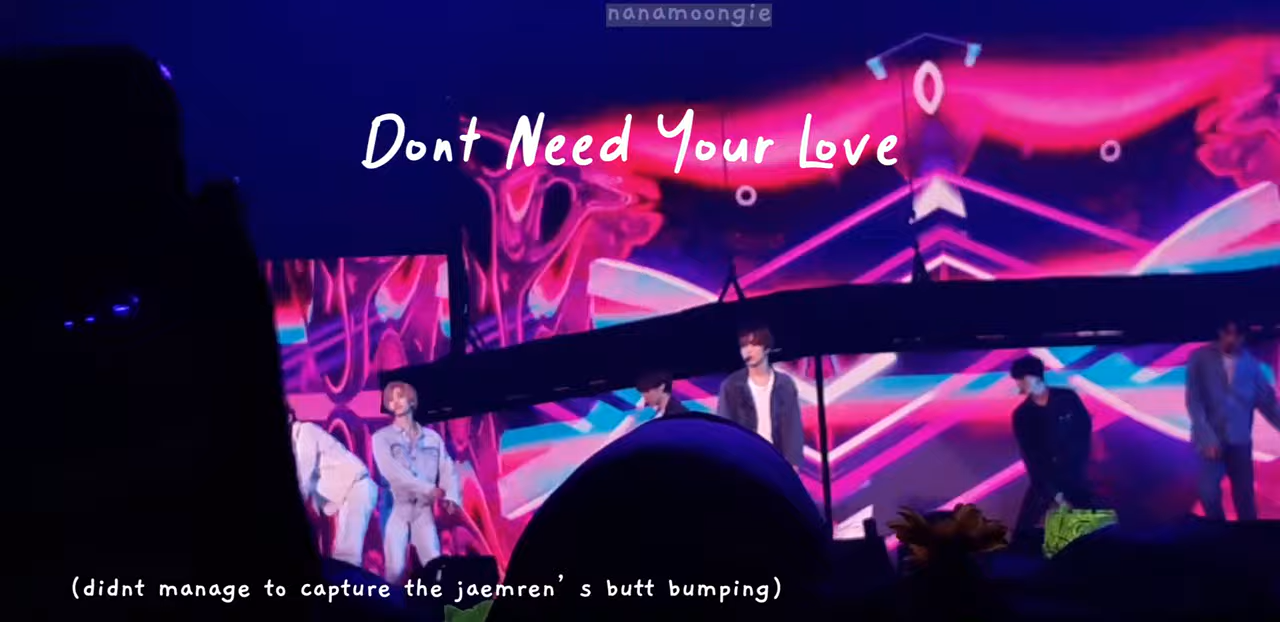 nanamoongie
Dont Need Your Love
(didnt manage to capture the jaemren's butt bumping)